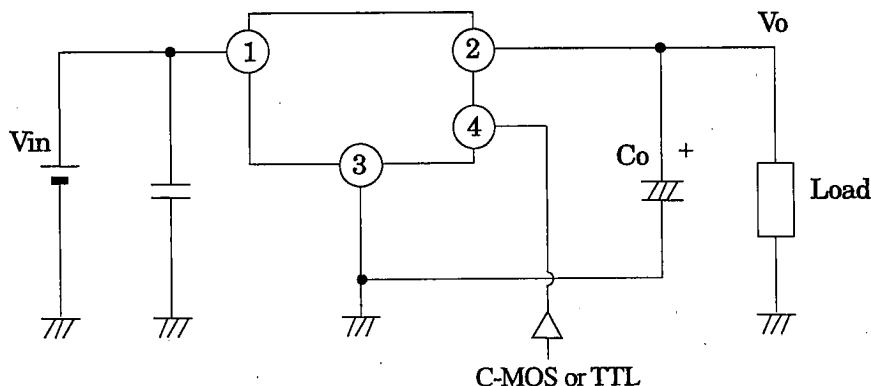 Vo
1
2
4
Vin
3
Co
+
Load
C-MOS or TTL